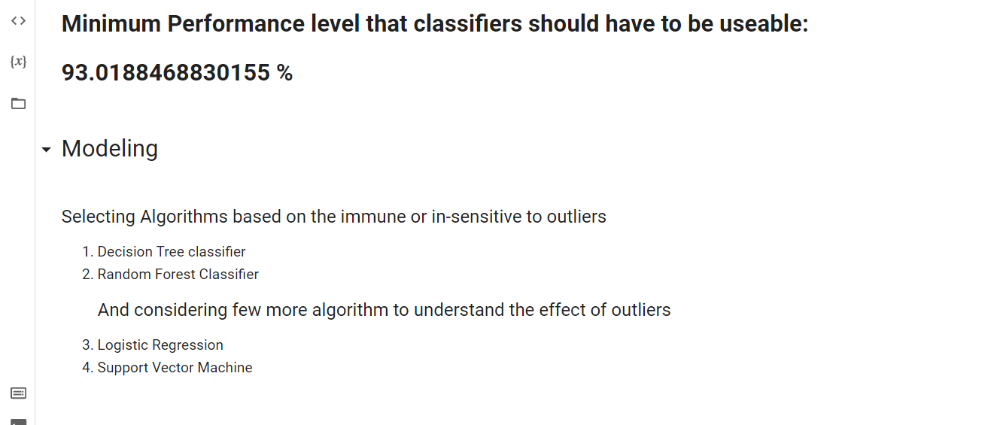 Minimum Performance level that classifiers should have to be useable:
93.0188468830155 %
{x}
Modeling
Selecting Algorithms based on the immune or in-sensitive to outliers
1. Decision Tree classifier
2. Random Forest Classifier
And considering few more algorithm to understand the effect of outliers
3. Logistic Regression
4. Support Vector Machine